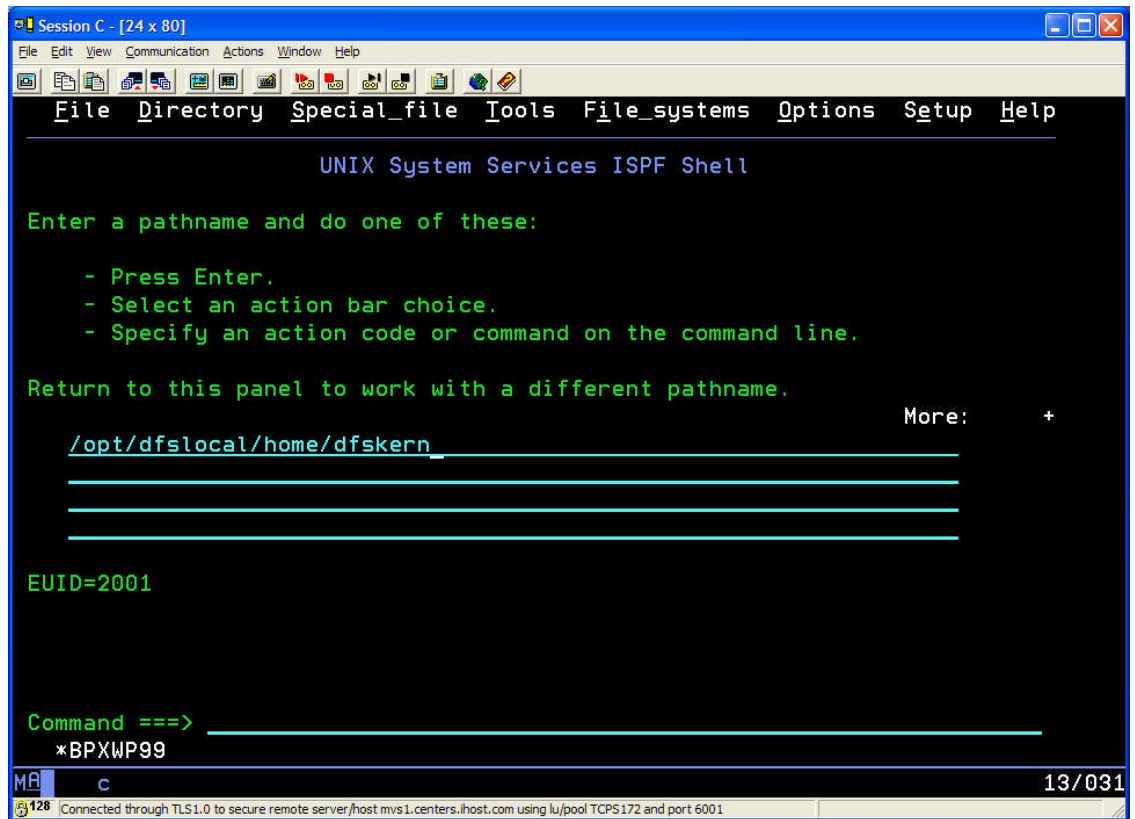 Session C - [24 x 80]
File Edit View Communication Actions Window Help
File Directory Special_file Tools File_systems Options Setup Help
UNIX System Services ISPF Shell
Enter a pathname and do one of these:
- Press Enter.
- Select an action bar choice.
- Specify an action code or command on the command line.
Return to this panel to work with a different pathname.
More: +
/opt/dfslocal/home/dfskern_
EUID=2001
Command ===>
*BPXWP99
MA c 13/031
128 Connected through TLS1.0 to secure remote server/host mvs1.centers.ihost.com using lu/pool TCPS172 and port 6001